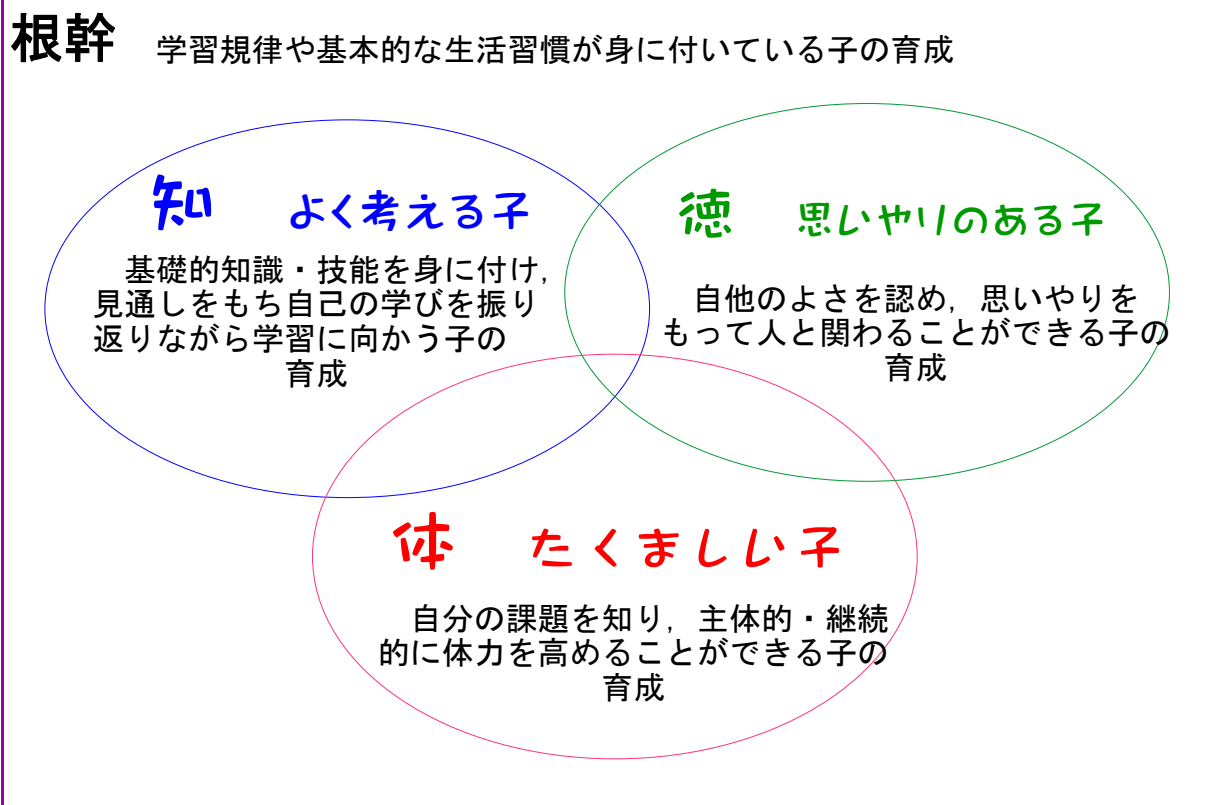 根幹 学習規律や基本的な生活習慣が身に付いている子の育成
知 よく考える子
基礎的知識・技能を身に付け,
見通しをもち自己の学びを振り
返りながら学習に向かう子の
育成
徳 思いやりのある子
自他のよさを認め,思いやりを
もって人と関わることができる子の
育成
体 たくましい子
自分の課題を知り,主体的・継続
的に体力を高めることができる子の
育成